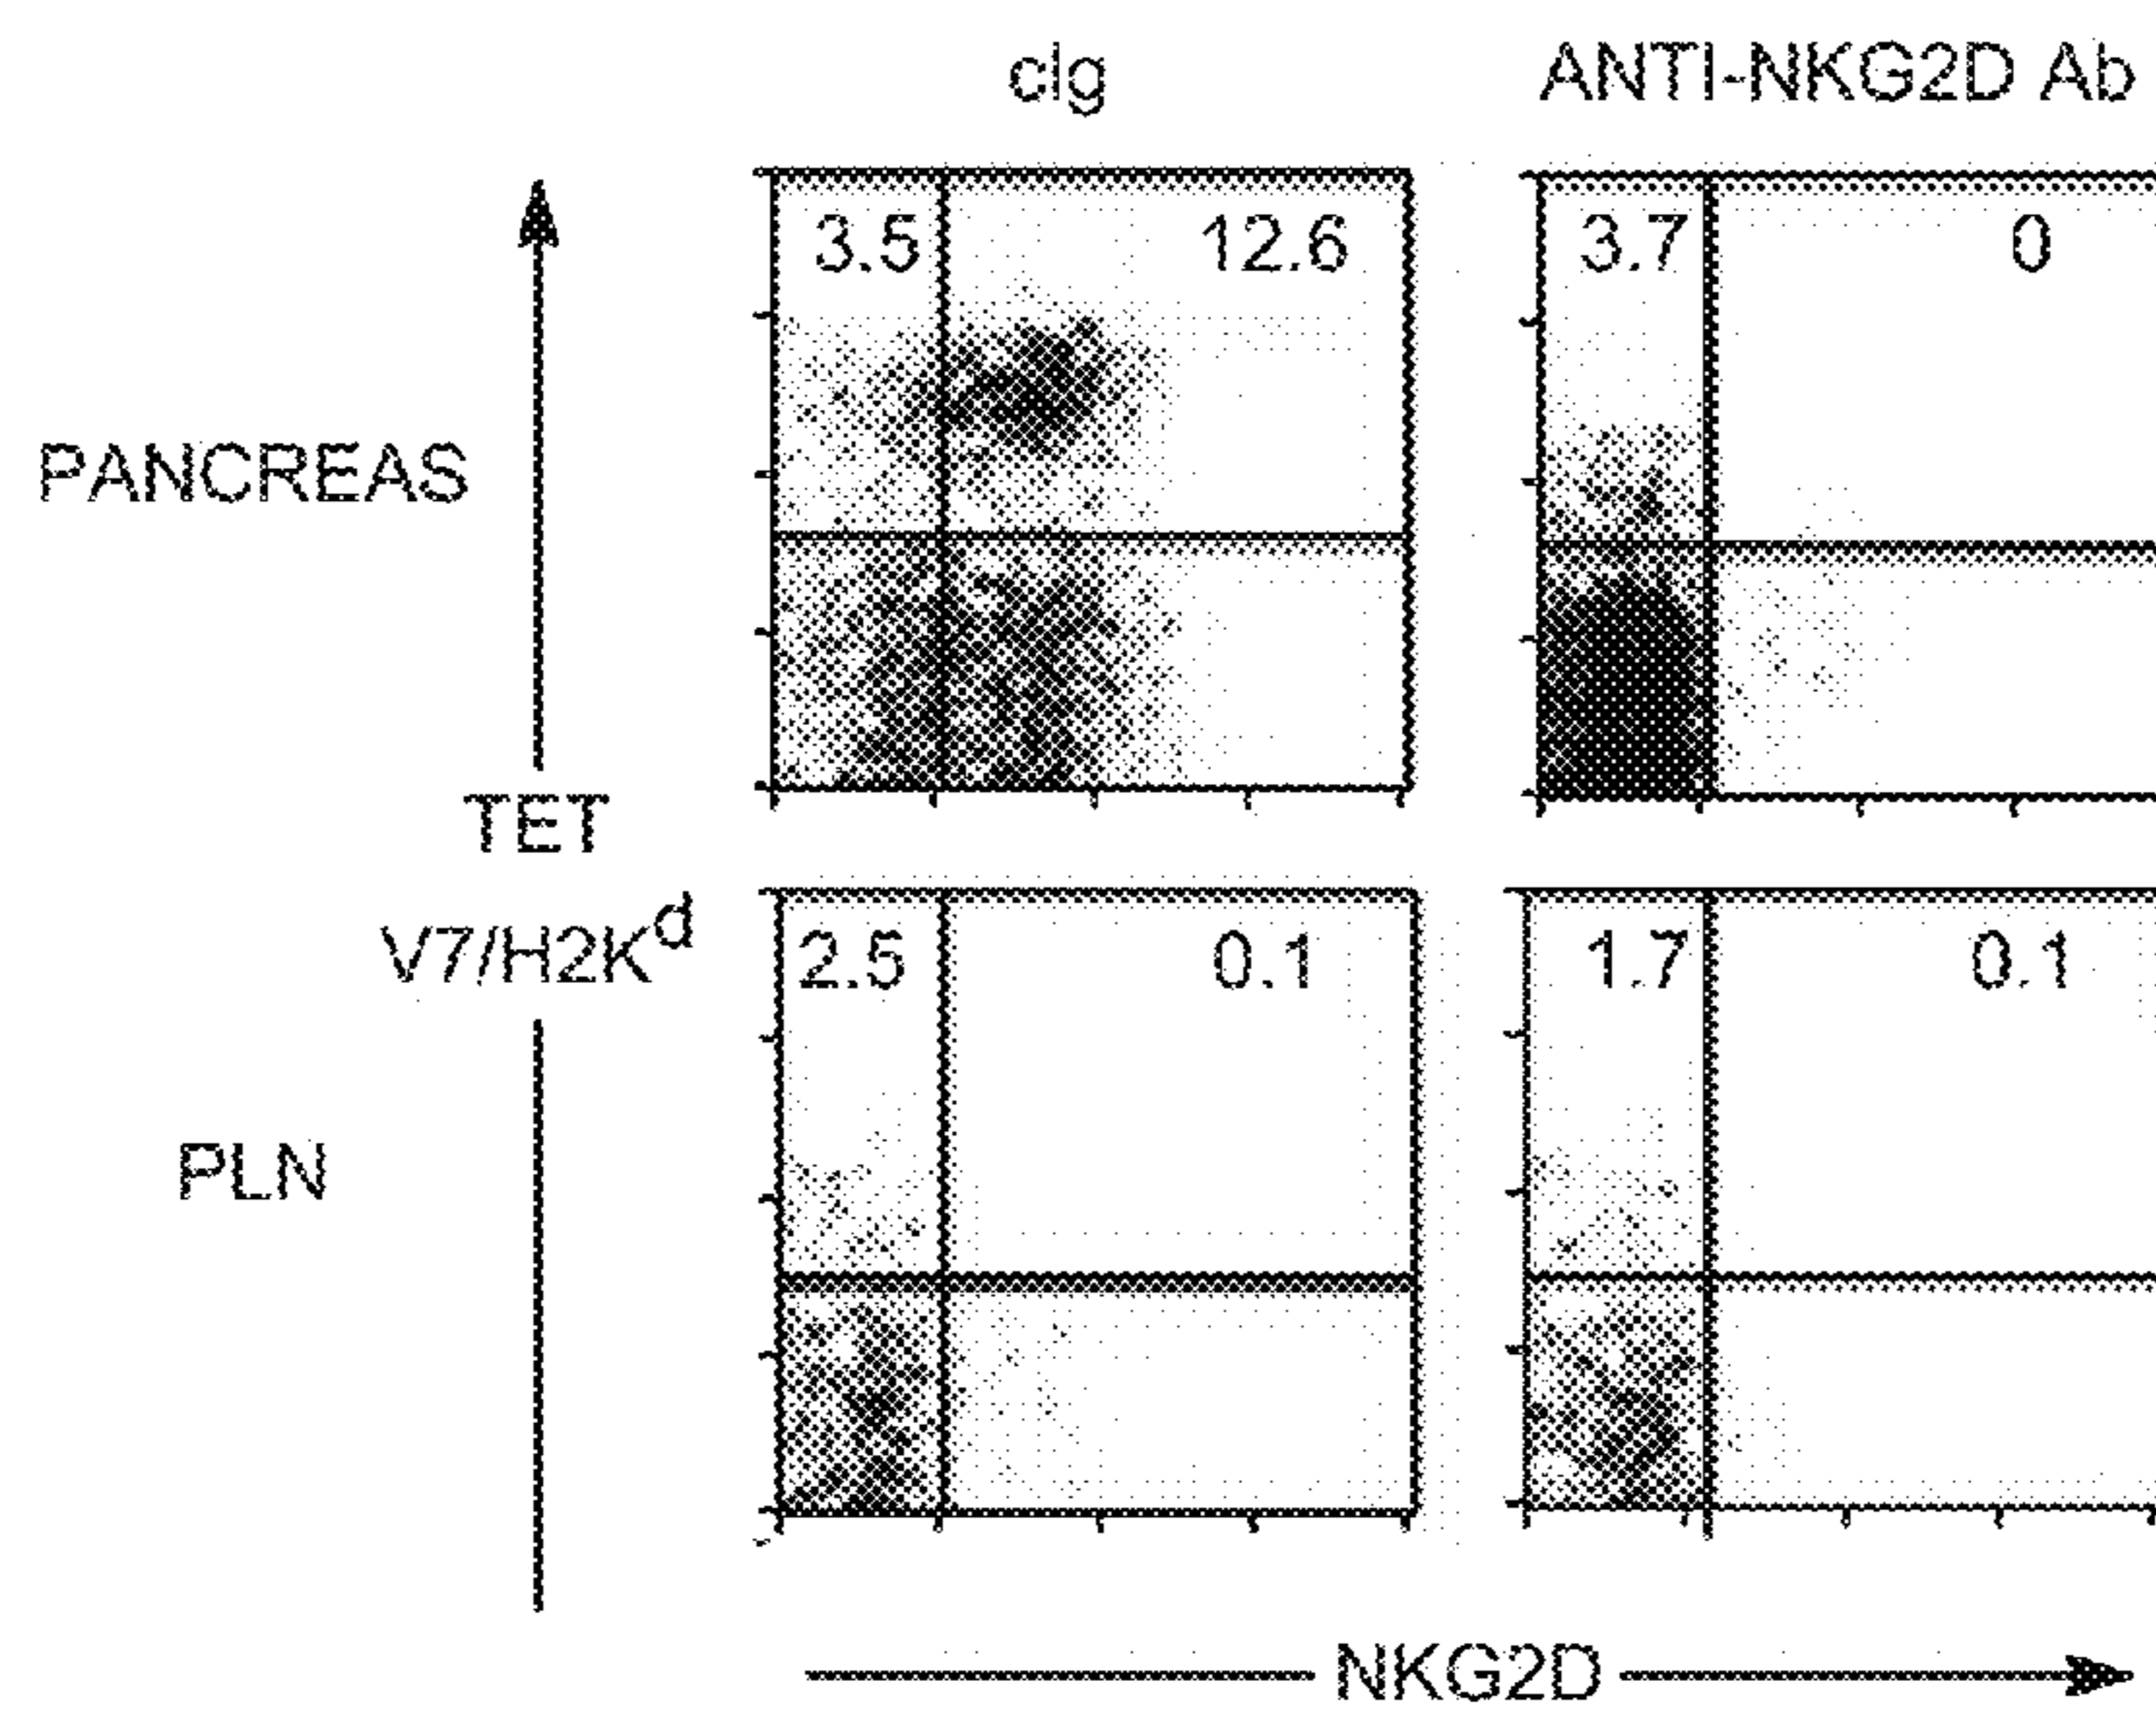 cIg ANTI-NKG2D Ab
3.5 12.6 3.7 0
PANCREAS
TET
V7/H2Kᵈ
2.5 0.1 1.7 0.1
PLN
NKG2D